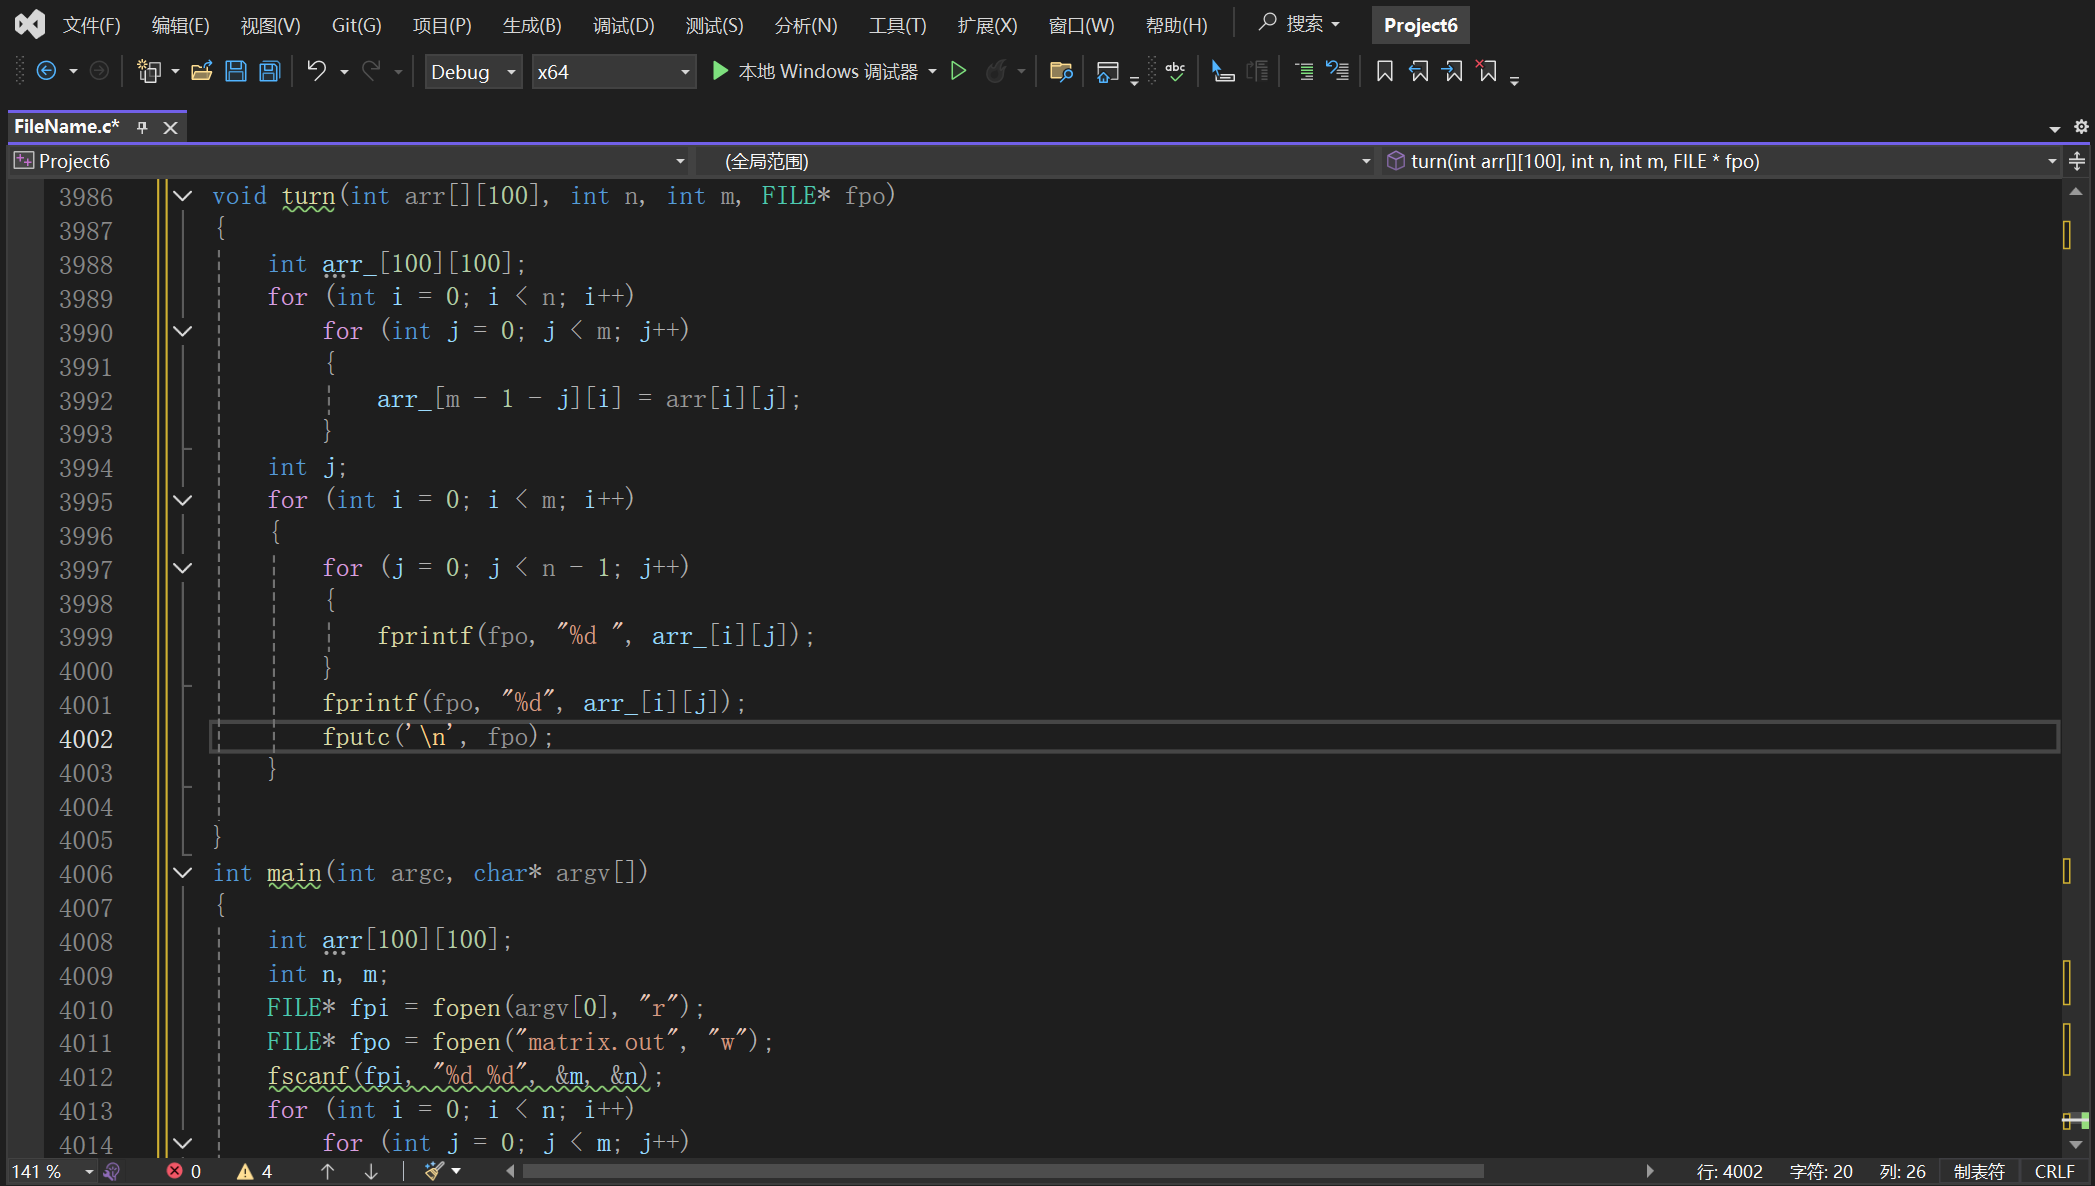 文件(F) 编辑(E) 视图(V) Git(G) 项目(P) 生成(B) 调试(D) 测试(S) 分析(N) 工具(T) 扩展(X) 窗口(W) 帮助(H) 搜索 Project6
Debug x64 本地 Windows 调试器 abc
FileName.c*
Project6 (全局范围) turn(int arr[][100], int n, int m, FILE * fpo)
3986 void turn(int arr[][100], int n, int m, FILE* fpo)
3987 {
3988 int arr_[100][100];
3989 for (int i = 0; i < n; i++)
3990 for (int j = 0; j < m; j++)
3991 {
3992 arr_[m - 1 - j][i] = arr[i][j];
3993 }
3994 int j;
3995 for (int i = 0; i < m; i++)
3996 {
3997 for (j = 0; j < n - 1; j++)
3998 {
3999 fprintf(fpo, "%d ", arr_[i][j]);
4000 }
4001 fprintf(fpo, "%d", arr_[i][j]);
4002 fputc('\n', fpo);
4003 }
4004
4005 }
4006 int main(int argc, char* argv[])
4007 {
4008 int arr[100][100];
4009 int n, m;
4010 FILE* fpi = fopen(argv[0], "r");
4011 FILE* fpo = fopen("matrix.out", "w");
4012 fscanf(fpi, "%d %d", &m, &n);
4013 for (int i = 0; i < n; i++)
4014 for (int j = 0; j < m; j++)
141 % 0 4 行: 4002 字符: 20 列: 26 制表符 CRLF